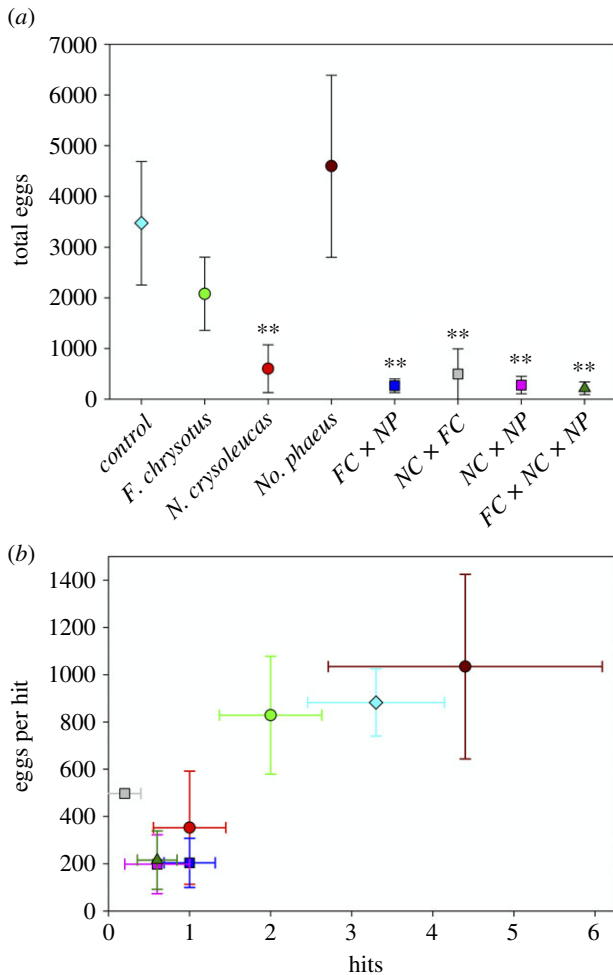 (a)
7000
6000
5000
4000
3000
2000
1000
0
total eggs
**
**
**
**
**
control
F. chrysotus
N. crysoleucas
No. phaeus
FC × NP
NC × FC
NC × NP
FC × NC × NP
(b)
1400
1200
1000
800
600
400
200
0
eggs per hit
0 1 2 3 4 5 6
hits